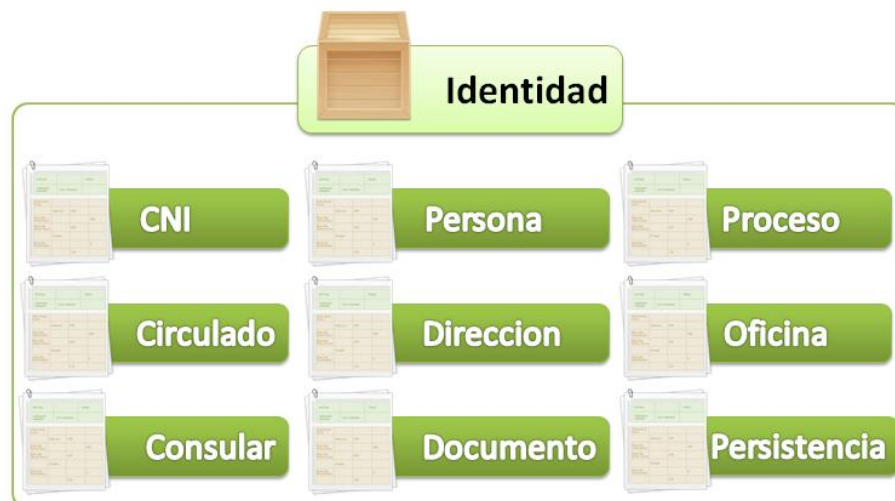 Identidad
CNI
Persona
Proceso
Circulado
Direccion
Oficina
Consular
Documento
Persistencia